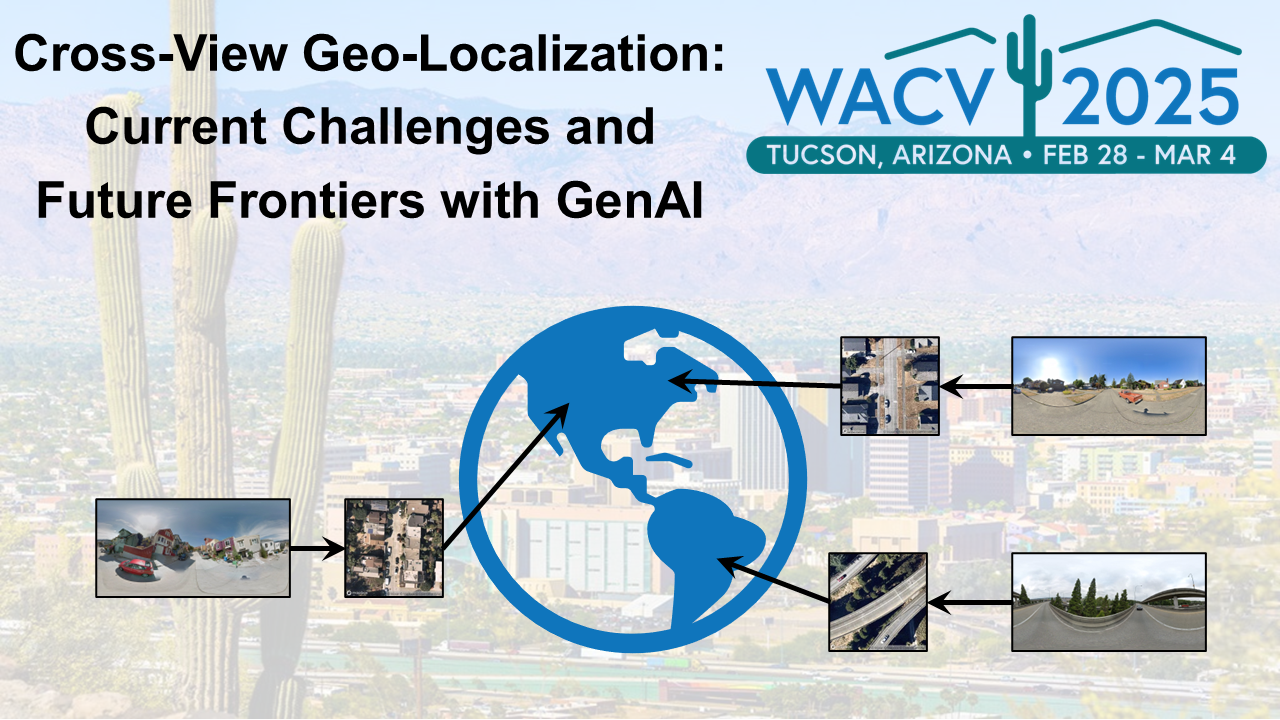 Cross-View Geo-Localization:
Current Challenges and
Future Frontiers with GenAI
WACV 2025
TUCSON, ARIZONA • FEB 28 - MAR 4